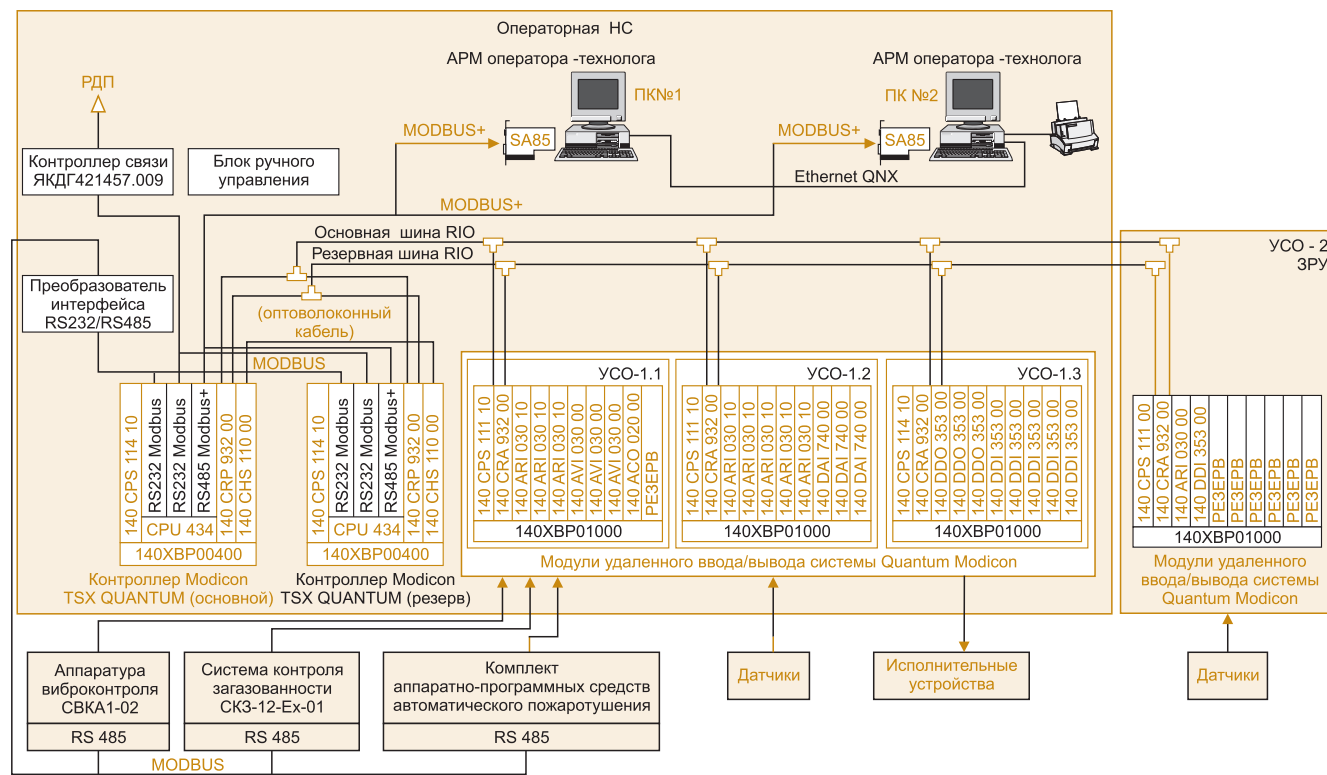 Операторная НС
АРМ оператора -технолога
АРМ оператора -технолога
РДП
ПК№1
ПК №2
MODBUS+
SA85
MODBUS+
SA85
Контроллер связи
ЯКДГ421457.009
Блок ручного
управления
Ethernet QNX
MODBUS+
Основная шина RIO
Резервная шина RIO
УСО - 2
ЗРУ
Преобразователь
интерфейса
RS232/RS485
(оптоволоконный
кабель)
MODBUS
140 CPS 114 10
RS232 Modbus
RS232 Modbus
RS485 Modbus+
140 CRP 932 00
140 CHS 110 00
CPU 434
140XBP00400
Контроллер Modicon
TSX QUANTUM (основной)
140 CPS 114 10
RS232 Modbus
RS232 Modbus
RS485 Modbus+
140 CRP 932 00
140 CHS 110 00
CPU 434
140XBP00400
Контроллер Modicon
TSX QUANTUM (резерв)
УСО-1.1
140 CPS 111 10
140 CRA 932 00
140 ARI 030 10
140 ARI 030 10
140 ARI 030 10
140 AVI 030 00
140 AVI 030 00
140 AVI 030 00
140 ACO 020 00
РЕЗЕРВ
140XBP01000
УСО-1.2
140 CPS 111 10
140 CRA 932 00
140 ARI 030 10
140 ARI 030 10
140 ARI 030 10
140 ARI 030 10
140 ARI 030 10
140 DAI 740 00
140 DAI 740 00
140 DAI 740 00
140XBP01000
УСО-1.3
140 CPS 114 10
140 CRA 932 00
140 DDO 353 00
140 DDO 353 00
140 DDO 353 00
140 DDI 353 00
140 DDI 353 00
140 DDI 353 00
140 DDI 353 00
140 DDI 353 00
140XBP01000
Модули удаленного ввода/вывода системы Quantum Modicon
140 CPS 111 00
140 CRA 932 00
140 ARI 030 00
140 DDI 353 00
РЕЗЕРВ
РЕЗЕРВ
РЕЗЕРВ
РЕЗЕРВ
РЕЗЕРВ
РЕЗЕРВ
140XBP01000
Модули удаленного
ввода/вывода системы
Quantum Modicon
Аппаратура
виброконтроля
СВКА1-02
RS 485
Система контроля
загазованности
СКЗ-12-Ех-01
RS 485
Комплект
аппаратно-программных средств
автоматического пожаротушения
RS 485
Датчики
Исполнительные
устройства
Датчики
MODBUS